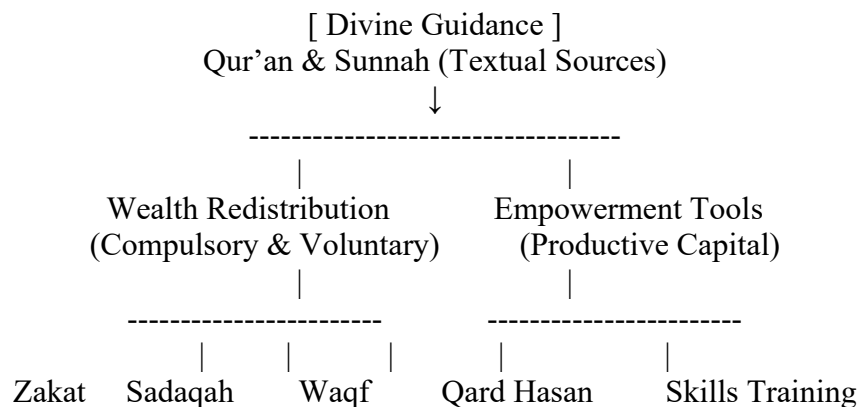 [ Divine Guidance ]
Qur’an & Sunnah (Textual Sources)
↓
-----------------------------------
| |
Wealth Redistribution Empowerment Tools
(Compulsory & Voluntary) (Productive Capital)
| |
------------------------ ------------------------
| | | | |
Zakat Sadaqah Waqf Qard Hasan Skills Training